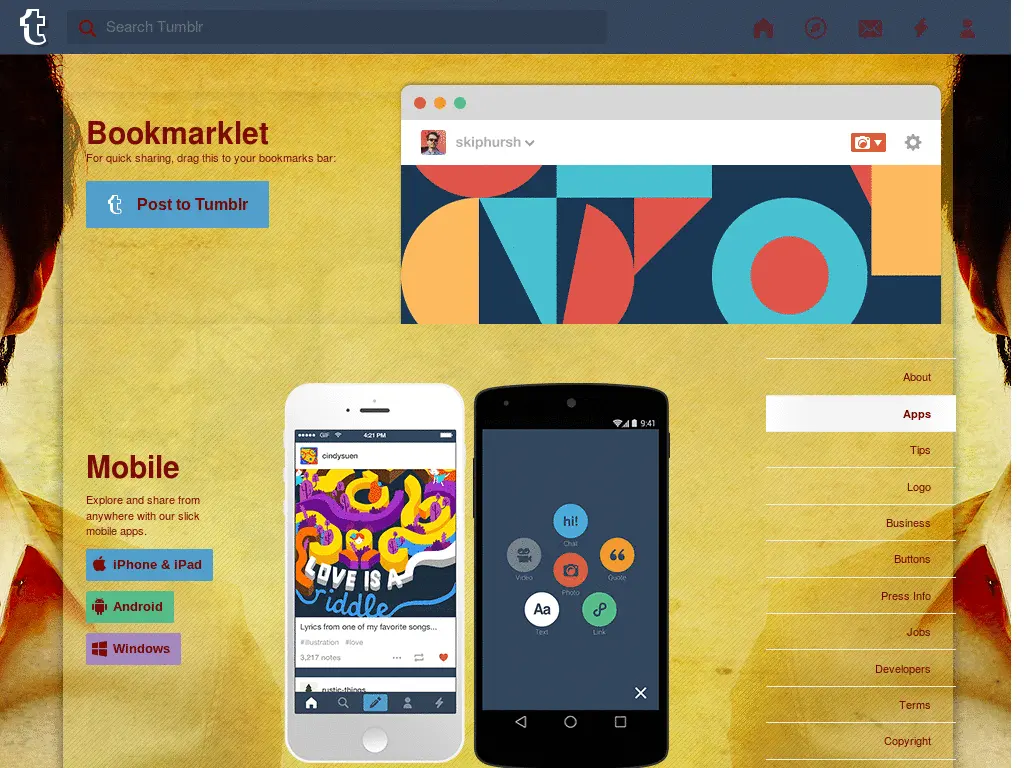 t Search Tumblr
Bookmarklet
For quick sharing, drag this to your bookmarks bar:
t Post to Tumblr
skiphursh
Mobile
Explore and share from
anywhere with our slick
mobile apps.
iPhone & iPad
Android
Windows
GIF 4:21 PM
cindysuen
LOVE IS A
riddle
Lyrics from one of my favorite songs...
#illustration #love
3,217 notes
rustic-things
9:41
hi!
Chat
Video
Quote
Photo
Aa
Text
Link
About
Apps
Tips
Logo
Business
Buttons
Press Info
Jobs
Developers
Terms
Copyright